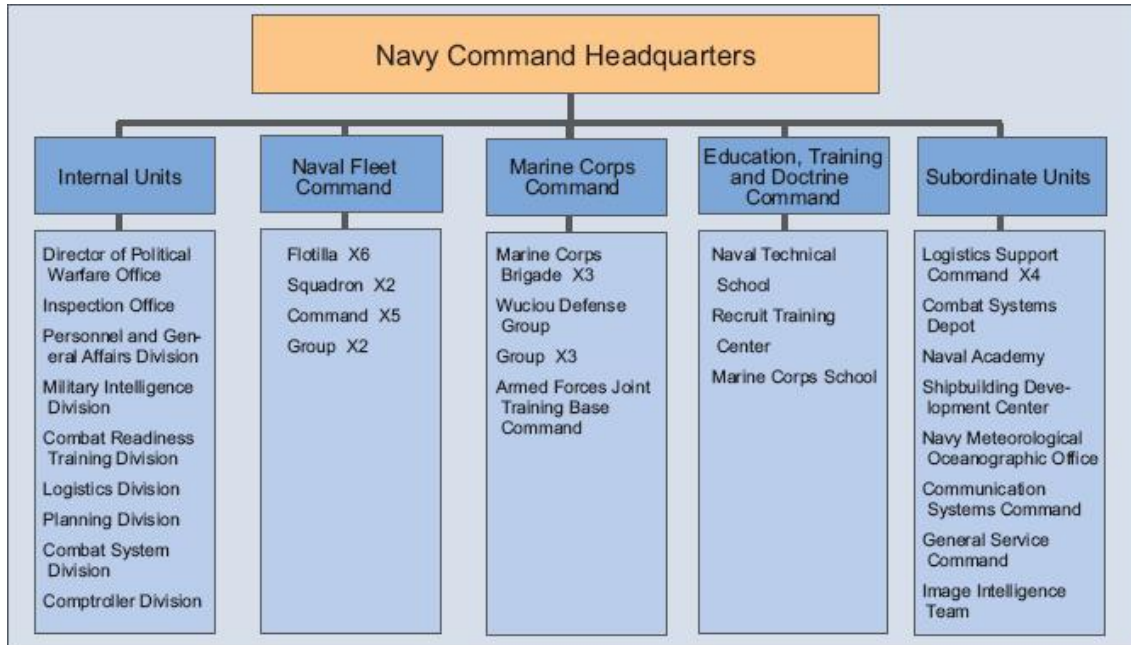 Navy Command Headquarters
Internal Units
Director of Political
Warfare Office
Inspection Office
Personnel and Gen-
eral Affairs Division
Military Intelligence
Division
Combat Readiness
Training Division
Logistics Division
Planning Division
Combat System
Division
Comptroller Division
Naval Fleet
Command
Flotilla X6
Squadron X2
Command X5
Group X2
Marine Corps
Command
Marine Corps
Brigade X3
Wuciou Defense
Group
Group X3
Armed Forces Joint
Training Base
Command
Education, Training
and Doctrine
Command
Naval Technical
School
Recruit Training
Center
Marine Corps School
Subordinate Units
Logistics Support
Command X4
Combat Systems
Depot
Naval Academy
Shipbuilding Deve-
lopment Center
Navy Meteorological
Oceanographic Office
Communication
Systems Command
General Service
Command
Image Intelligence
Team